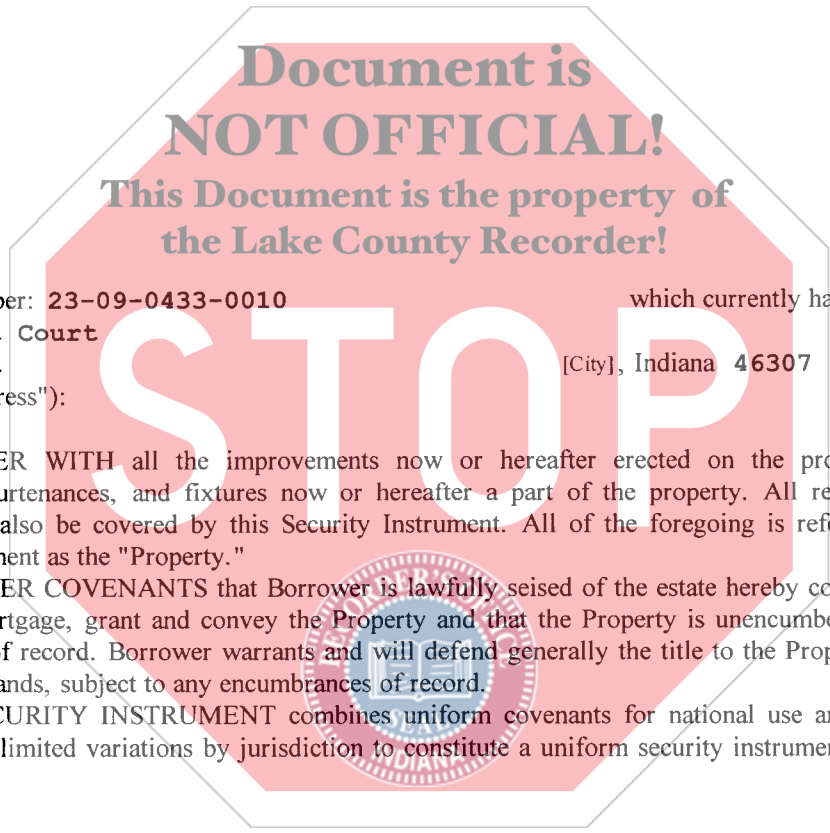 Document is
NOT OFFICIAL!
This Document is the property of
the Lake County Recorder!
per: 23-09-0433-0010 which currently ha
. Court
. [City], Indiana 46307
ress"):
STOP
ER WITH all the improvements now or hereafter erected on the pro
urtenances, and fixtures now or hereafter a part of the property. All re
also be covered by this Security Instrument. All of the foregoing is refe
ent as the "Property."
ER COVENANTS that Borrower is lawfully seised of the estate hereby co
rtgage, grant and convey the Property and that the Property is unencumbe
f record. Borrower warrants and will defend generally the title to the Prop
ands, subject to any encumbrances of record.
CURITY INSTRUMENT combines uniform covenants for national use an
limited variations by jurisdiction to constitute a uniform security instrumen
RECORDER'S OFFICE
SEAL
INDIANA